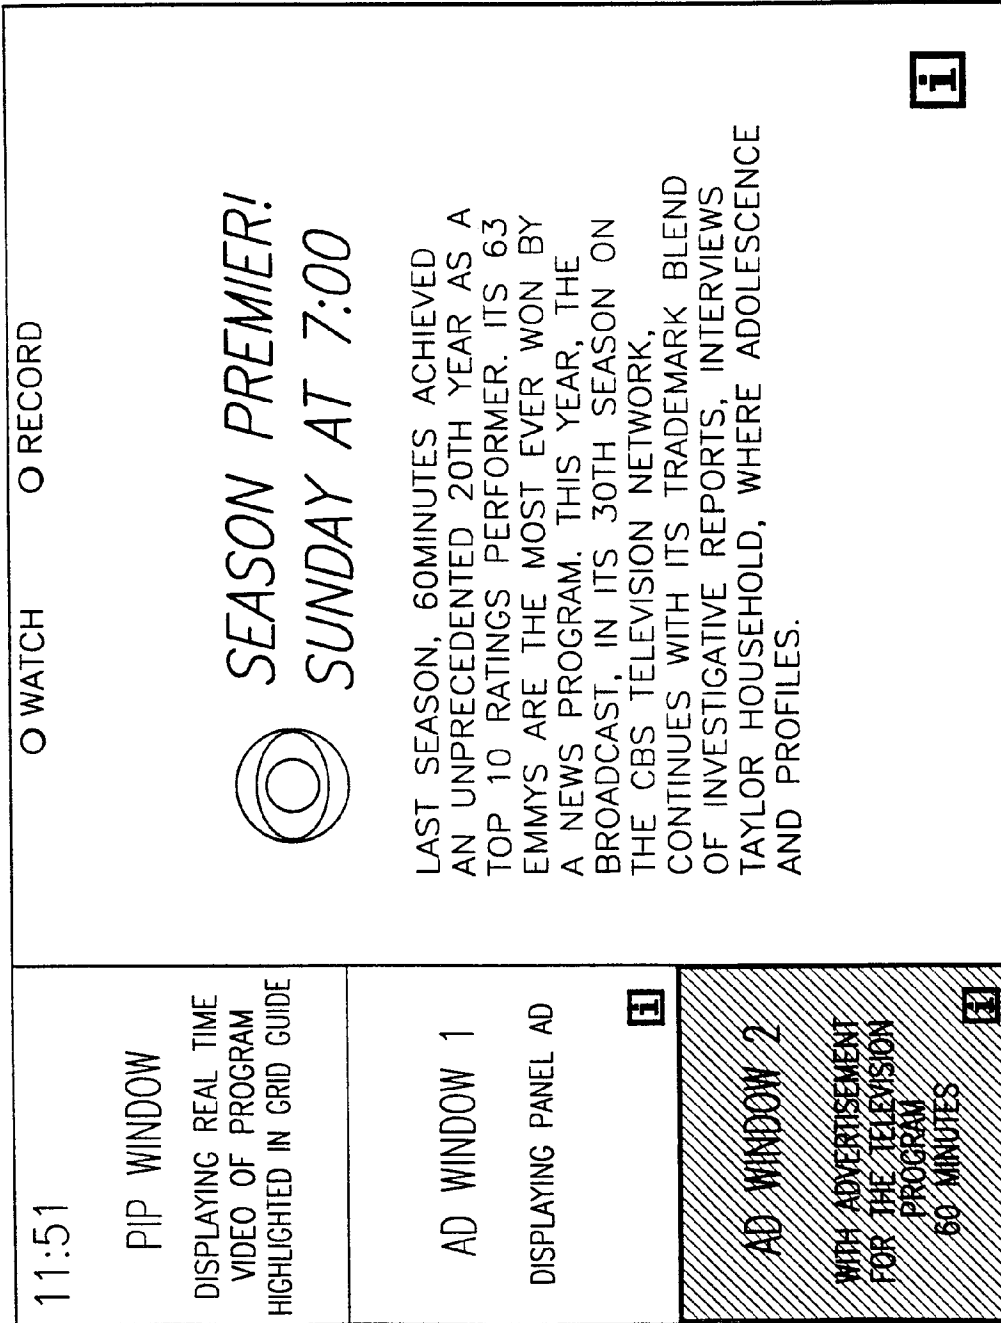 11:51
PIP WINDOW
DISPLAYING REAL TIME
VIDEO OF PROGRAM
HIGHLIGHTED IN GRID GUIDE
AD WINDOW 1
DISPLAYING PANEL AD
i
AD WINDOW 2
WITH ADVERTISEMENT
FOR THE TELEVISION
PROGRAM
60 MINUTES
i
O WATCH
O RECORD
SEASON PREMIER!
SUNDAY AT 7:00
LAST SEASON, 60MINUTES ACHIEVED
AN UNPRECEDENTED 20TH YEAR AS A
TOP 10 RATINGS PERFORMER. ITS 63
EMMYS ARE THE MOST EVER WON BY
A NEWS PROGRAM. THIS YEAR, THE
BROADCAST, IN ITS 30TH SEASON ON
THE CBS TELEVISION NETWORK,
CONTINUES WITH ITS TRADEMARK BLEND
OF INVESTIGATIVE REPORTS, INTERVIEWS
TAYLOR HOUSEHOLD, WHERE ADOLESCENCE
AND PROFILES.
i